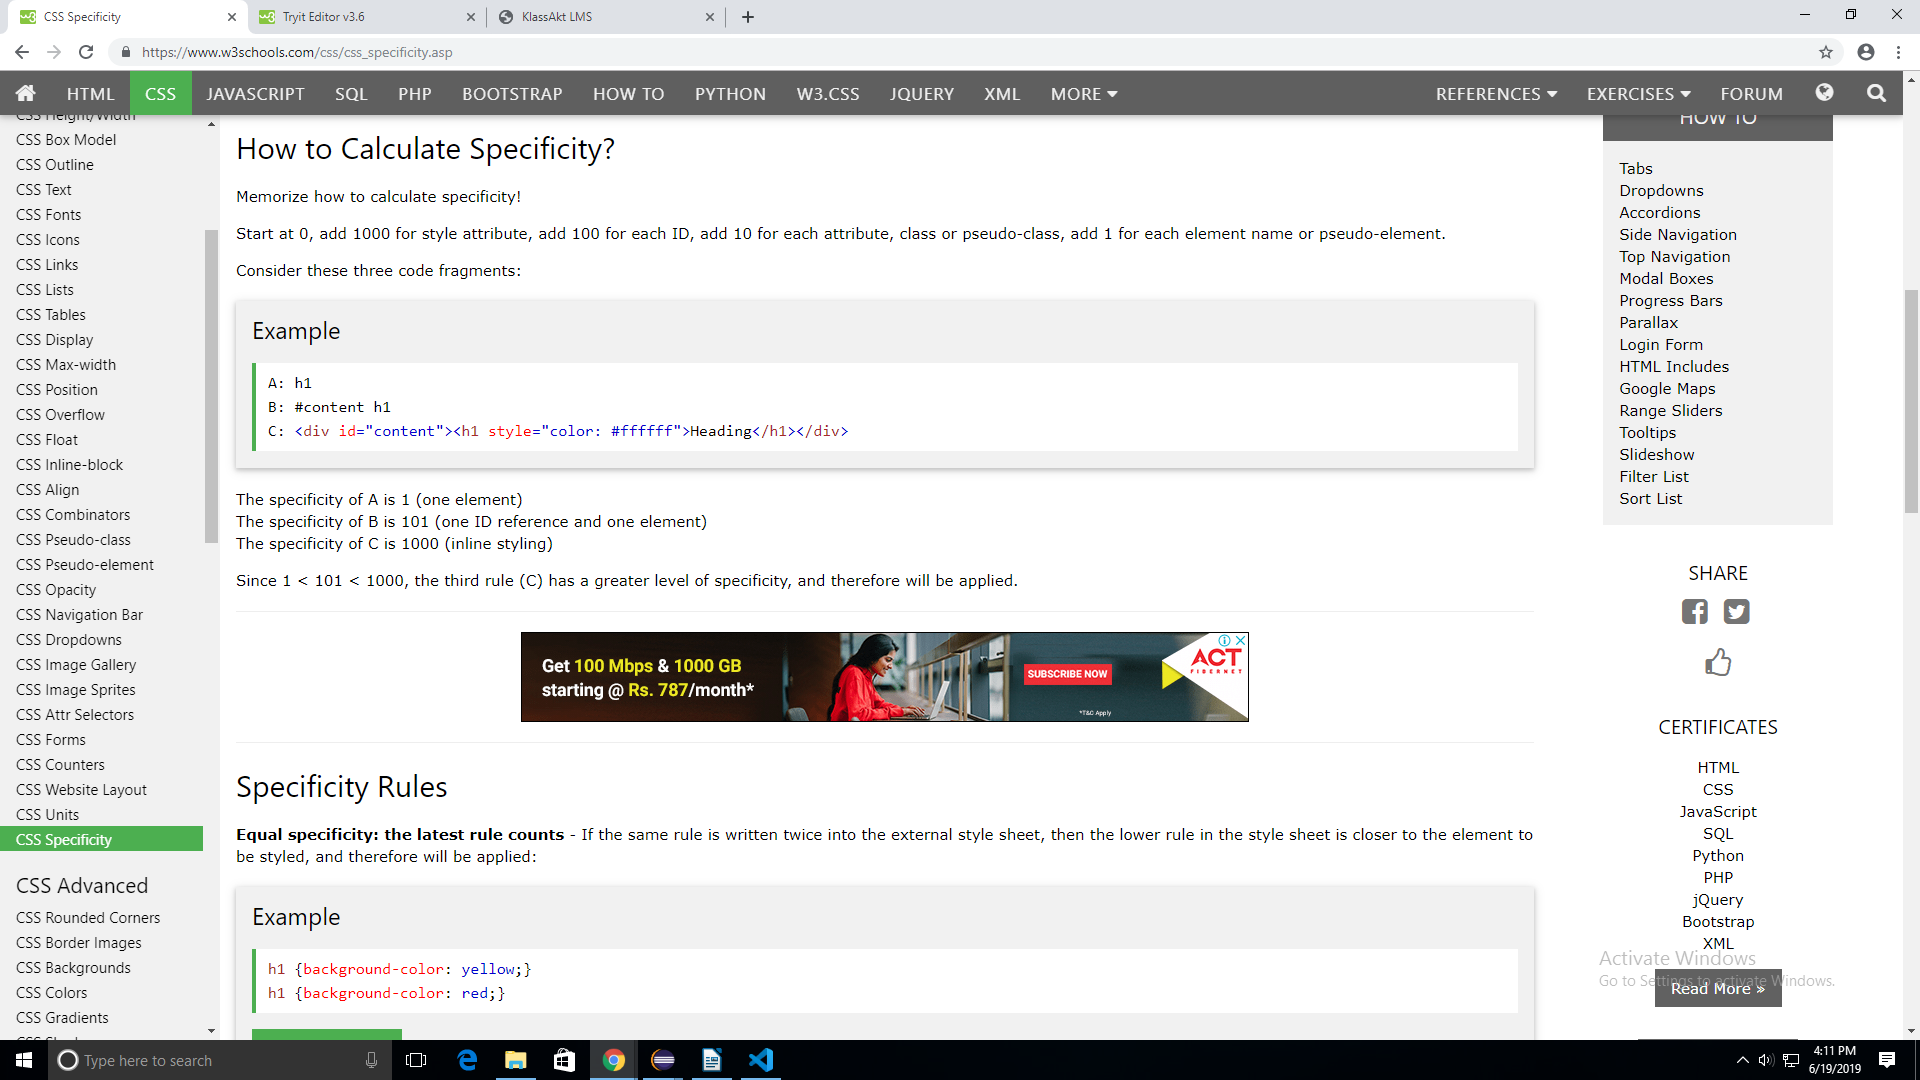 CSS Specificity
Tryit Editor v3.6
KlassAkt LMS
https://www.w3schools.com/css/css_specificity.asp
HTML CSS JAVASCRIPT SQL PHP BOOTSTRAP HOW TO PYTHON W3.CSS JQUERY XML MORE REFERENCES EXERCISES FORUM
CSS Height/Width
CSS Box Model
CSS Outline
CSS Text
CSS Fonts
CSS Icons
CSS Links
CSS Lists
CSS Tables
CSS Display
CSS Max-width
CSS Position
CSS Overflow
CSS Float
CSS Inline-block
CSS Align
CSS Combinators
CSS Pseudo-class
CSS Pseudo-element
CSS Opacity
CSS Navigation Bar
CSS Dropdowns
CSS Image Gallery
CSS Image Sprites
CSS Attr Selectors
CSS Forms
CSS Counters
CSS Website Layout
CSS Units
CSS Specificity
CSS Advanced
CSS Rounded Corners
CSS Border Images
CSS Backgrounds
CSS Colors
CSS Gradients
How to Calculate Specificity?
Memorize how to calculate specificity!
Start at 0, add 1000 for style attribute, add 100 for each ID, add 10 for each attribute, class or pseudo-class, add 1 for each element name or pseudo-element.
Consider these three code fragments:
Example
A: h1
B: #content h1
C: <div id="content"><h1 style="color: #ffffff">Heading</h1></div>
The specificity of A is 1 (one element)
The specificity of B is 101 (one ID reference and one element)
The specificity of C is 1000 (inline styling)
Since 1 < 101 < 1000, the third rule (C) has a greater level of specificity, and therefore will be applied.
Get 100 Mbps & 1000 GB
starting @ Rs. 787/month*
SUBSCRIBE NOW
*T&C Apply
ACT
FIBERNET
Specificity Rules
Equal specificity: the latest rule counts - If the same rule is written twice into the external style sheet, then the lower rule in the style sheet is closer to the element to
be styled, and therefore will be applied:
Example
h1 {background-color: yellow;}
h1 {background-color: red;}
HOW TO
Tabs
Dropdowns
Accordions
Side Navigation
Top Navigation
Modal Boxes
Progress Bars
Parallax
Login Form
HTML Includes
Google Maps
Range Sliders
Tooltips
Slideshow
Filter List
Sort List
SHARE
CERTIFICATES
HTML
CSS
JavaScript
SQL
Python
PHP
jQuery
Bootstrap
XML
Read More »
Activate Windows
Go to Settings to activate Windows.
Type here to search
4:11 PM
6/19/2019